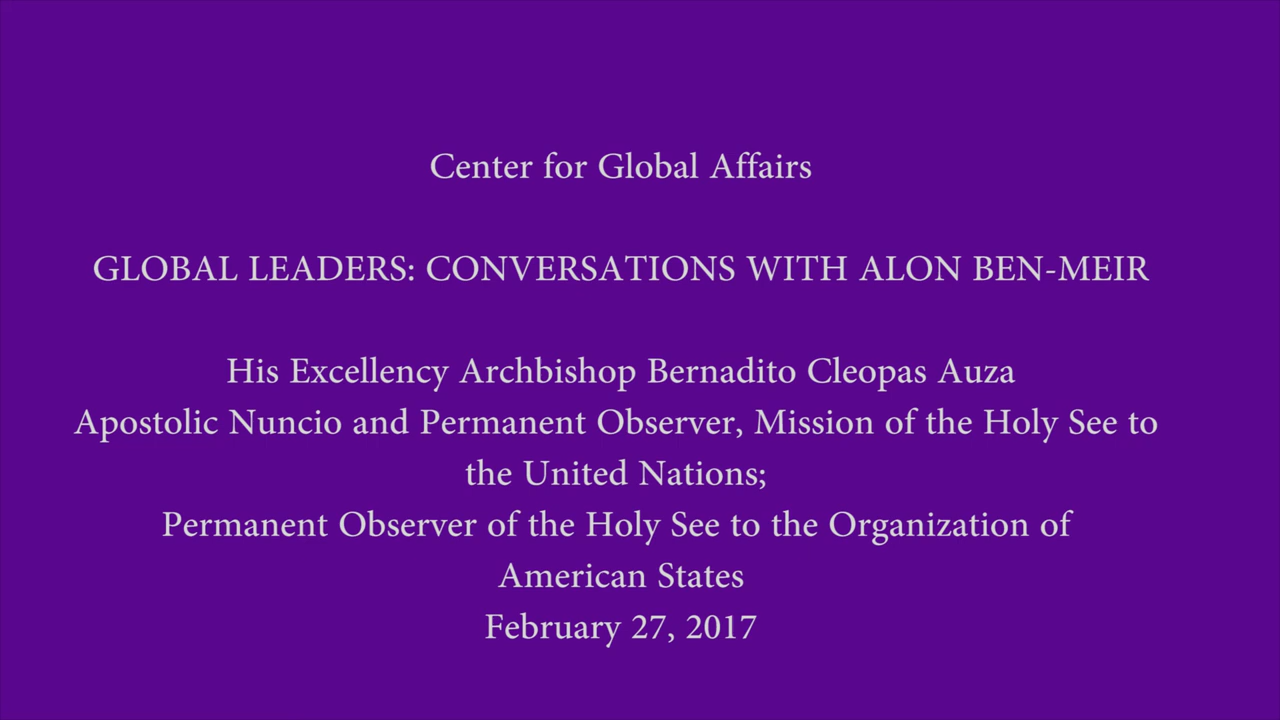 Center for Global Affairs
GLOBAL LEADERS: CONVERSATIONS WITH ALON BEN-MEIR
His Excellency Archbishop Bernadito Cleopas Auza
Apostolic Nuncio and Permanent Observer, Mission of the Holy See to
the United Nations;
Permanent Observer of the Holy See to the Organization of
American States
February 27, 2017